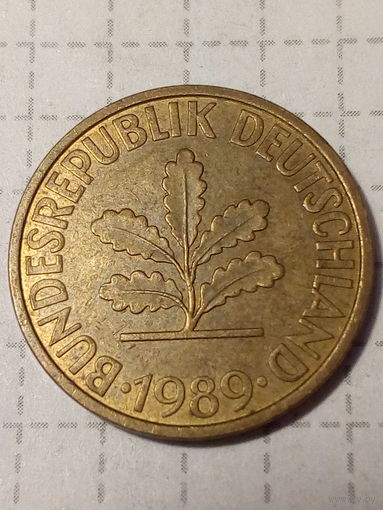 BUNDESREPUBLIK DEUTSCHLAND
· 1989 ·